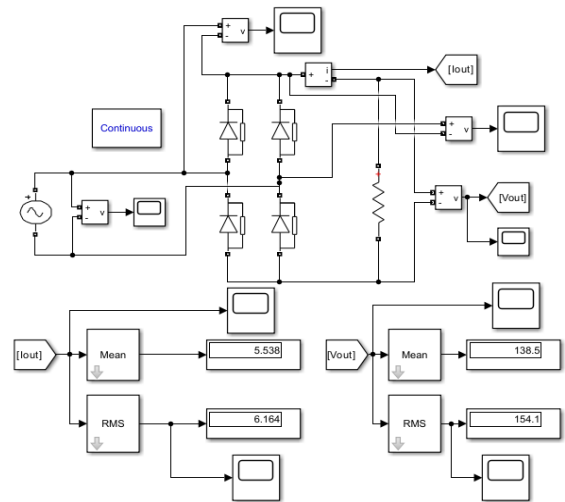 +
-
v
i
+
-
[Iout]
Continuous
+
-
v
+
-
v
+
+
-
v
+
+
-
v
[Vout]
[Iout]
Mean
5.538
RMS
6.164
[Vout]
Mean
138.5
RMS
154.1